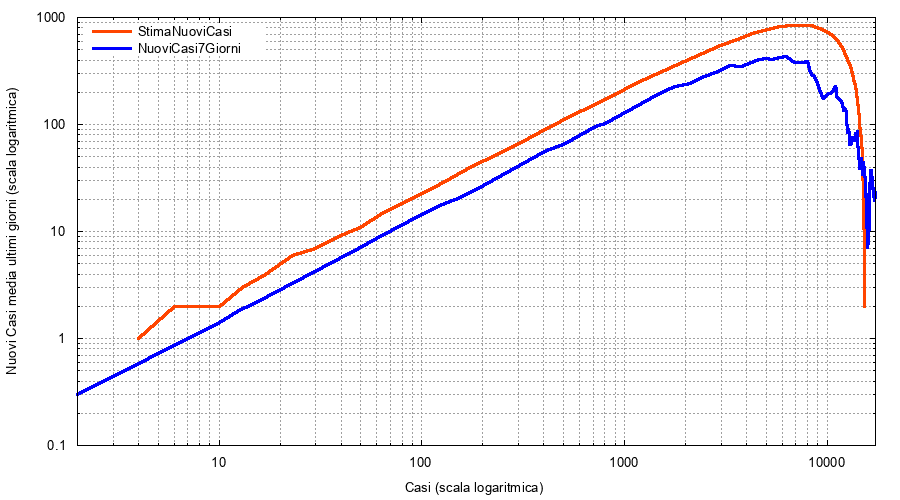 1000
100
10
1
0.1
Nuovi Casi media ultimi giorni (scala logaritmica)
StimaNuoviCasi
NuoviCasi7Giorni
10
100
1000
10000
Casi (scala logaritmica)